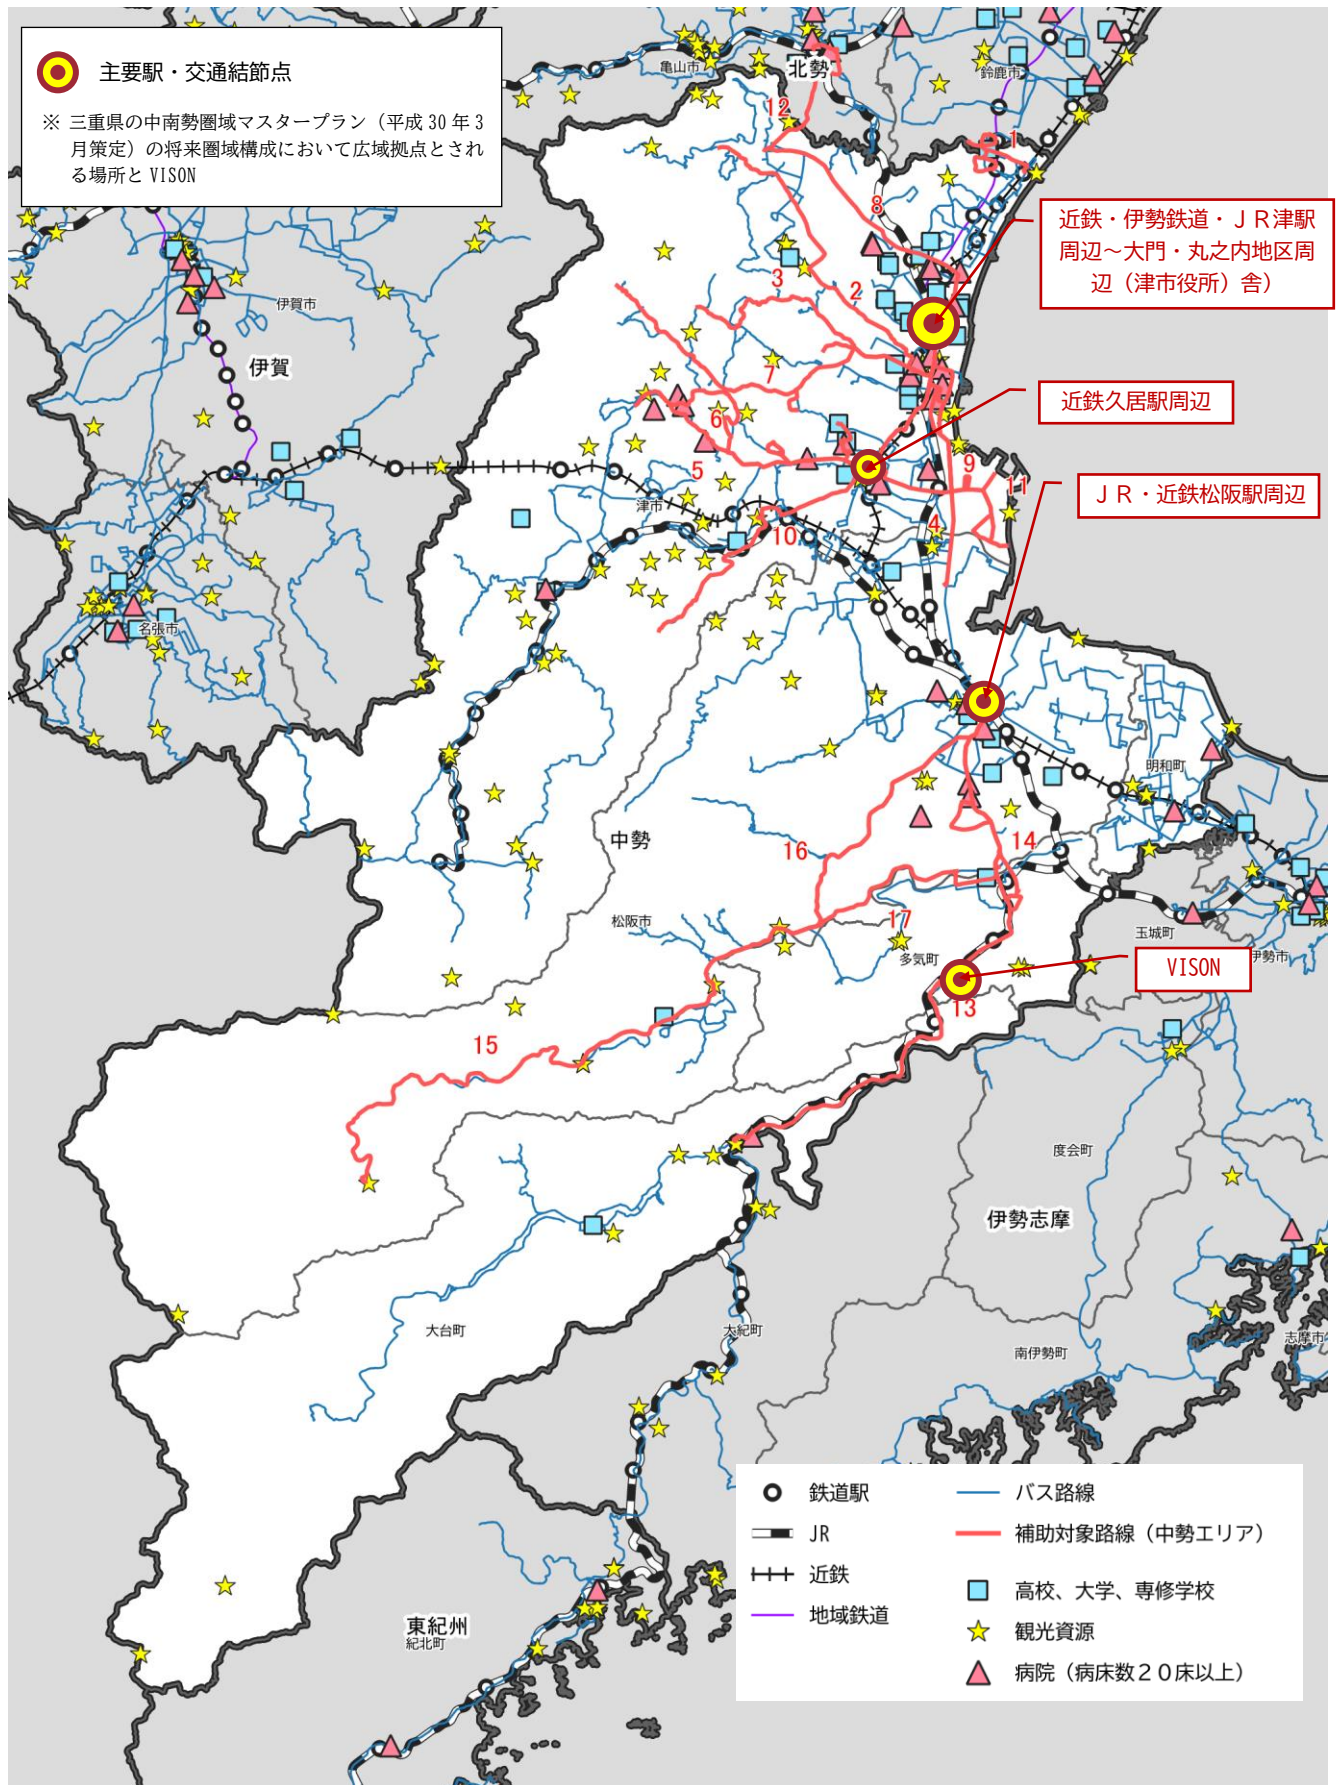 主要駅・交通結節点
※ 三重県の中南勢圏域マスタープラン（平成 30 年 3
月策定）の将来圏域構成において広域拠点とされ
る場所と VISON
亀山市
北勢
鈴鹿市
12
1
8
近鉄・伊勢鉄道・ＪＲ津駅
周辺～大門・丸之内地区周
辺（津市役所）舎）
3
2
伊賀市
伊賀
7
近鉄久居駅周辺
6
5
9
11
津市
ＪＲ・近鉄松阪駅周辺
10
4
名張市
明和町
中勢
16
14
松阪市
17
多気町
玉城町
伊勢市
VISON
13
15
度会町
伊勢志摩
大台町
大紀町
南伊勢町
志摩市
東紀州
紀北町
鉄道駅
JR
近鉄
地域鉄道
バス路線
補助対象路線（中勢エリア）
高校、大学、専修学校
観光資源
病院（病床数２０床以上）